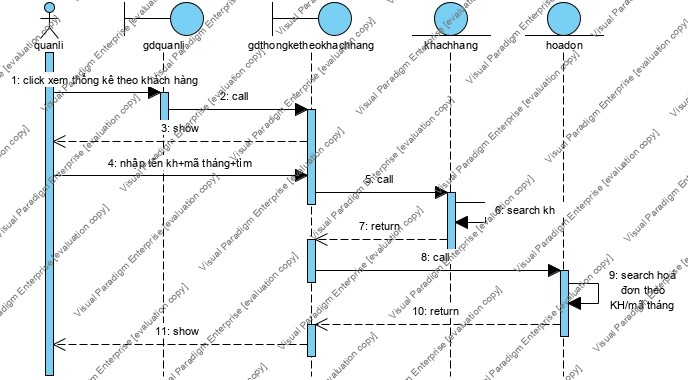 quanli
gdquanli
gdthongketheokhachhang
khachhang
hoadon
1: click xem thống kê theo khách hàng
2: call
3: show
4: nhập tên kh+mã tháng+tìm
5: call
6: search kh
7: return
8: call
9: search hoá
đơn theo
KH/mã tháng
10: return
11: show
Visual Paradigm Enterprise [evaluation copy]